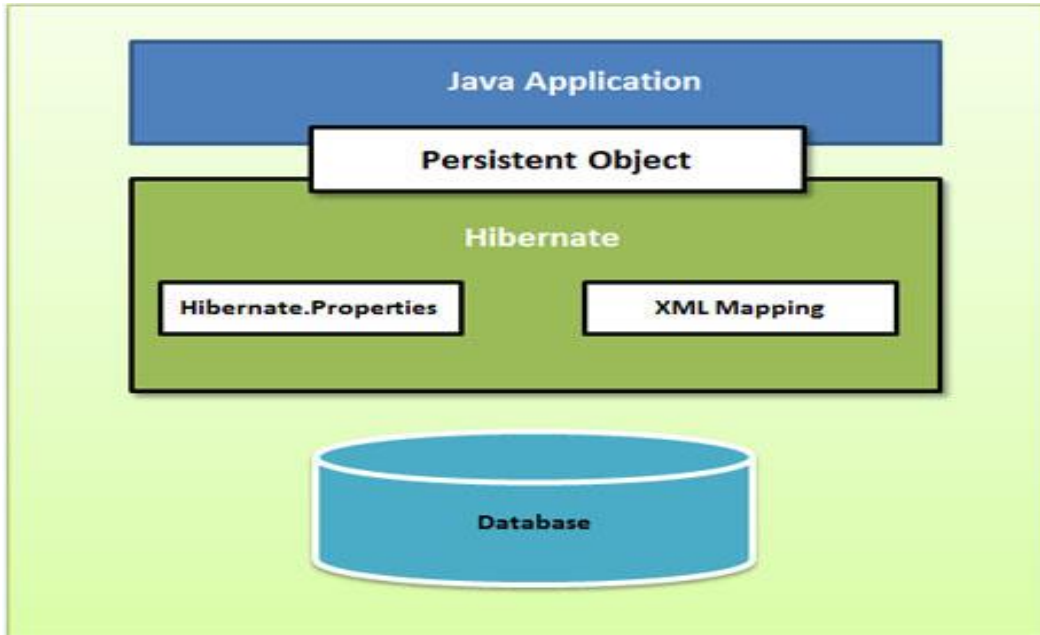 Java Application
Persistent Object
Hibernate
Hibernate.Properties
XML Mapping
Database